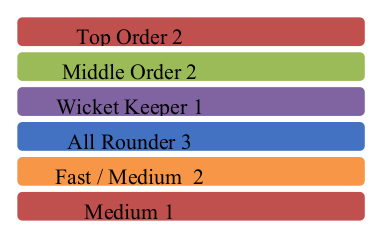 Top Order 2
Middle Order 2
Wicket Keeper 1
All Rounder 3
Fast / Medium  2
Medium 1